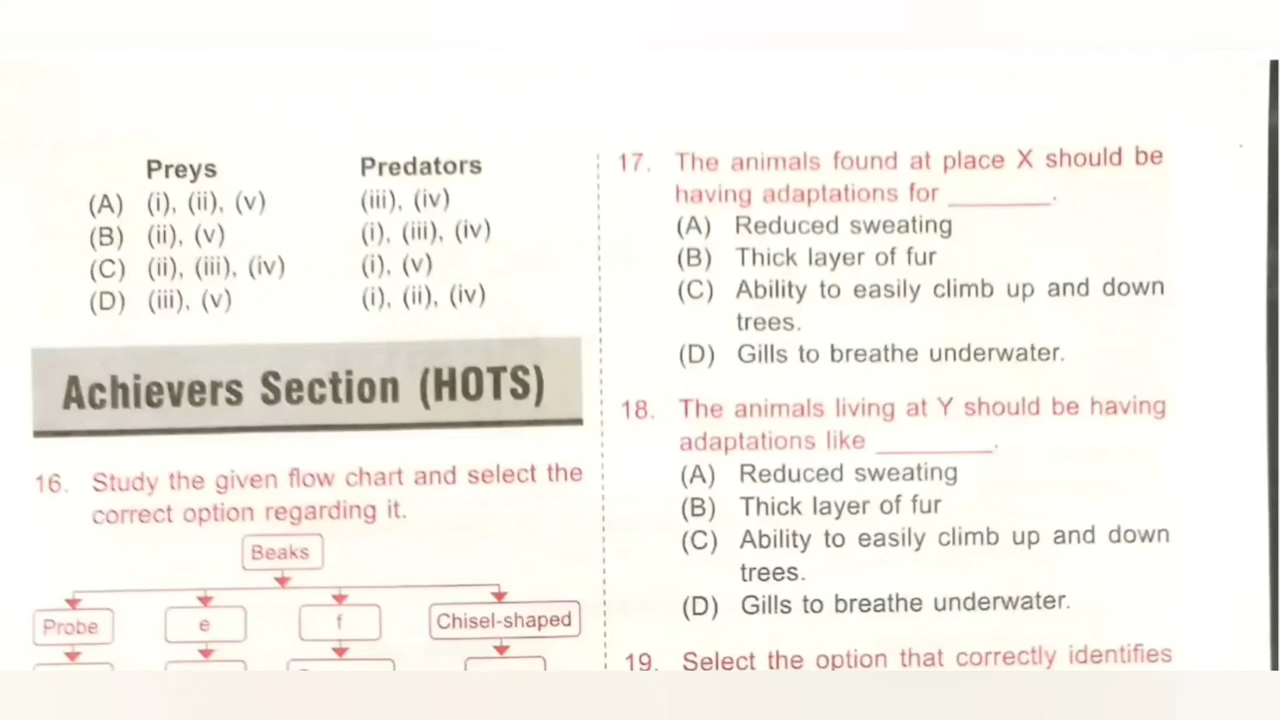 Preys Predators
(A) (i), (ii), (v) (iii), (iv)
(B) (ii), (v) (i), (iii), (iv)
(C) (ii), (iii), (iv) (i), (v)
(D) (iii), (v) (i), (ii), (iv)
Achievers Section (HOTS)
16. Study the given flow chart and select the
correct option regarding it.
Beaks
Probe e f Chisel-shaped
17. The animals found at place X should be
having adaptations for ________.
(A) Reduced sweating
(B) Thick layer of fur
(C) Ability to easily climb up and down
trees.
(D) Gills to breathe underwater.
18. The animals living at Y should be having
adaptations like _________.
(A) Reduced sweating
(B) Thick layer of fur
(C) Ability to easily climb up and down
trees.
(D) Gills to breathe underwater.
19. Select the option that correctly identifies